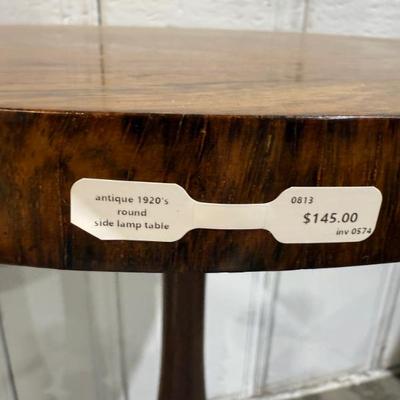 antique 1920's
round
side lamp table
0813
$145.00
inv 0574